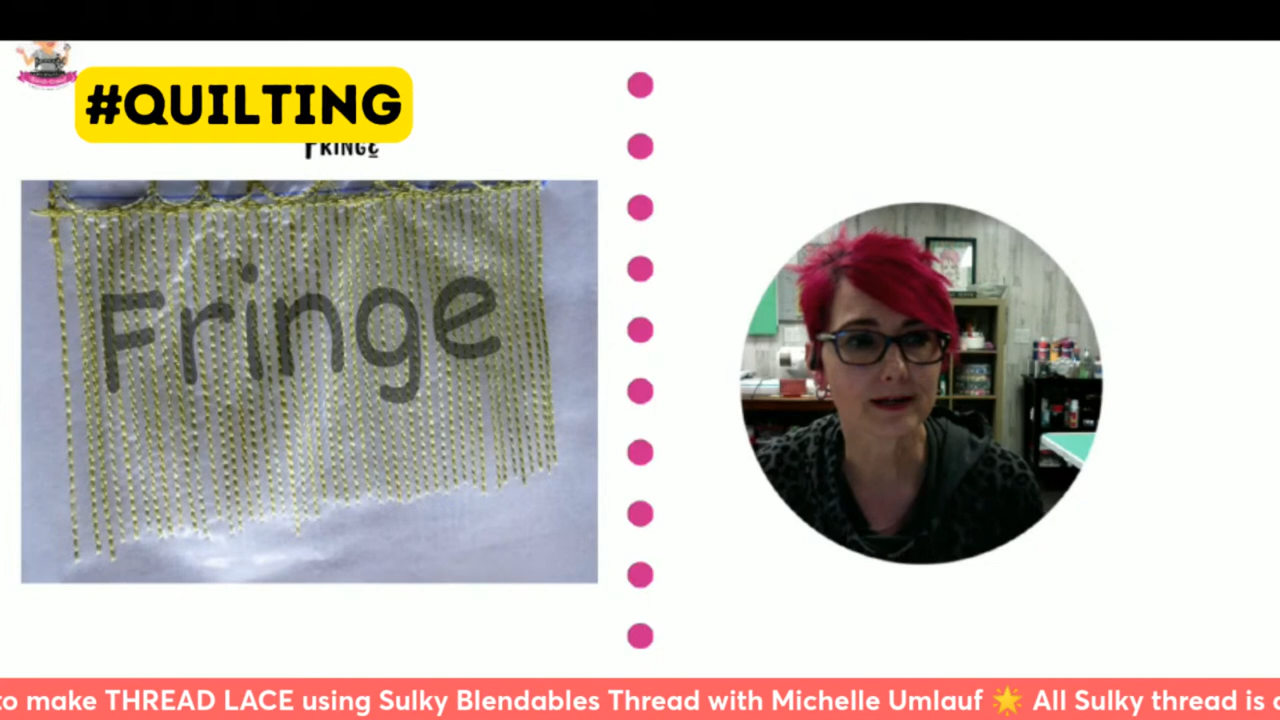 #QUILTING
FRINGE
Fringe
to make THREAD LACE using Sulky Blendables Thread with Michelle Umlauf 🌟 All Sulky thread is